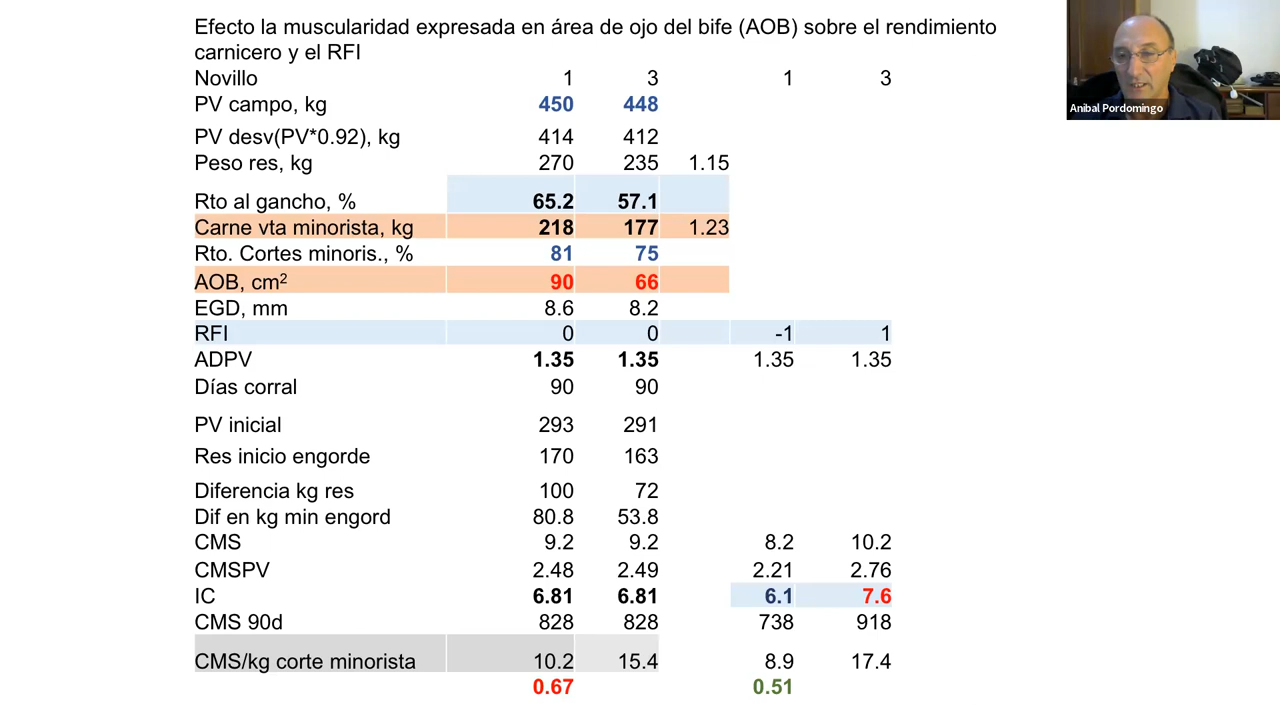 Efecto la muscularidad expresada en área de ojo del bife (AOB) sobre el rendimiento
carnicero y el RFI
Novillo 1 3 1 3
PV campo, kg 450 448
PV desv(PV*0.92), kg 414 412
Peso res, kg 270 235 1.15
Rto al gancho, % 65.2 57.1
Carne vta minorista, kg 218 177 1.23
Rto. Cortes minoris., % 81 75
AOB, cm² 90 66
EGD, mm 8.6 8.2
RFI 0 0 -1 1
ADPV 1.35 1.35 1.35 1.35
Días corral 90 90
PV inicial 293 291
Res inicio engorde 170 163
Diferencia kg res 100 72
Dif en kg min engord 80.8 53.8
CMS 9.2 9.2 8.2 10.2
CMSPV 2.48 2.49 2.21 2.76
IC 6.81 6.81 6.1 7.6
CMS 90d 828 828 738 918
CMS/kg corte minorista 10.2 15.4 8.9 17.4
0.67 0.51
Anibal Pordomingo